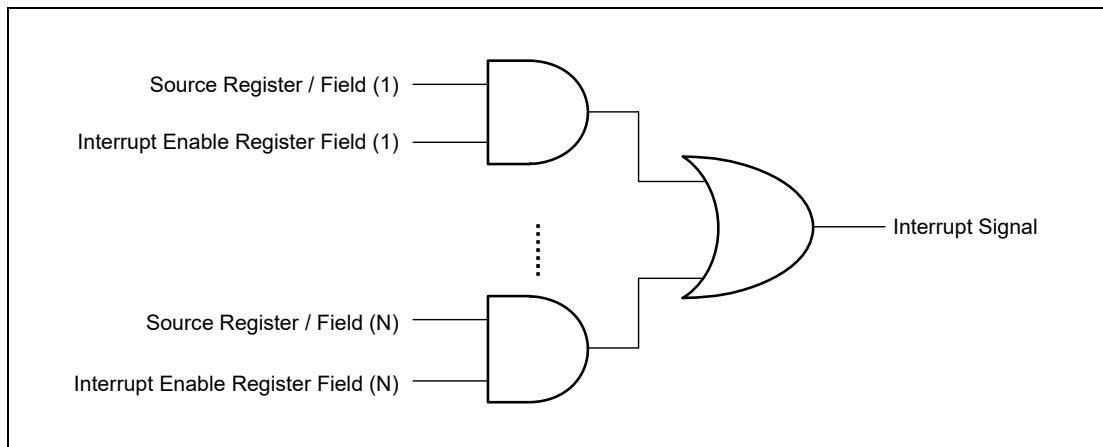 Source Register / Field (1)
Interrupt Enable Register Field (1)
Interrupt Signal
Source Register / Field (N)
Interrupt Enable Register Field (N)